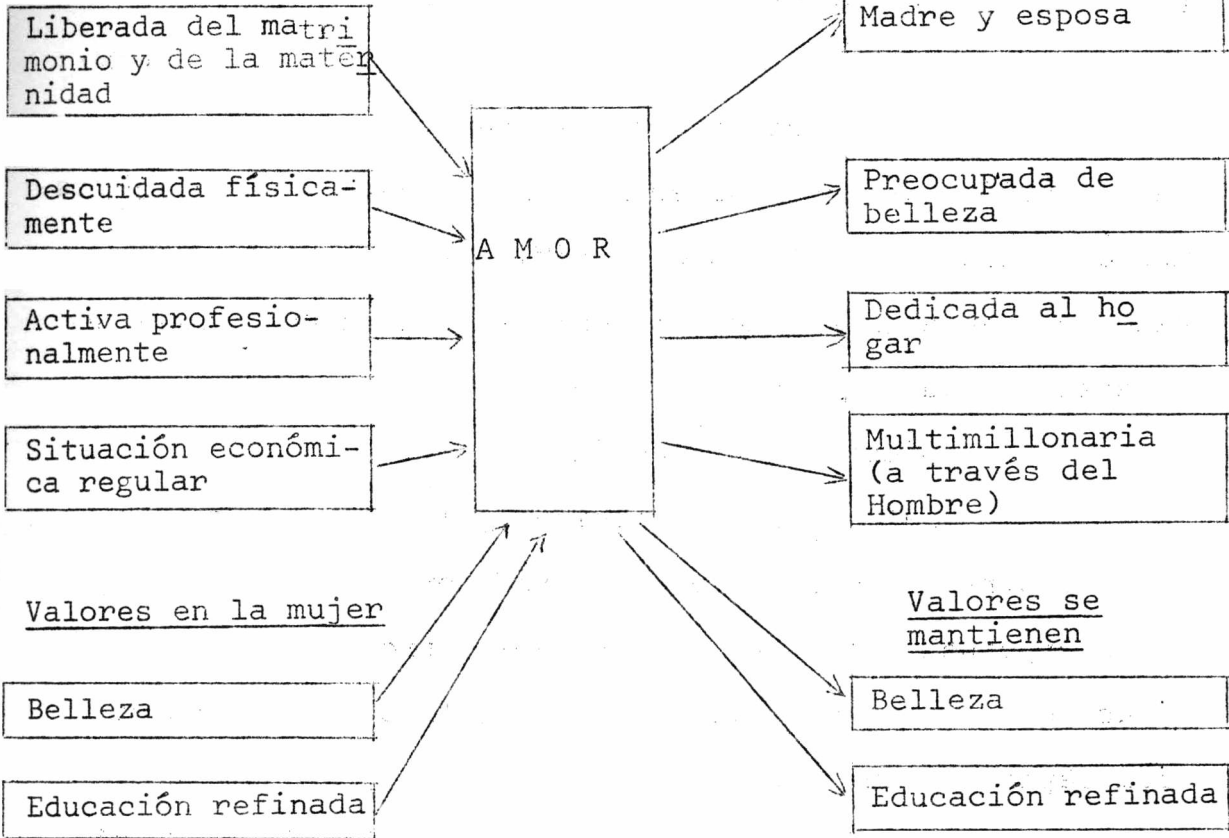 Liberada del matri
monio y de la mater
nidad
Descuidada física-
mente
Activa profesio-
nalmente
Situación económi-
ca regular
Valores en la mujer
Belleza
Educación refinada
A M O R
Madre y esposa
Preocupada de
belleza
Dedicada al ho
gar
Multimillonaria
(a través del
Hombre)
Valores se
mantienen
Belleza
Educación refinada